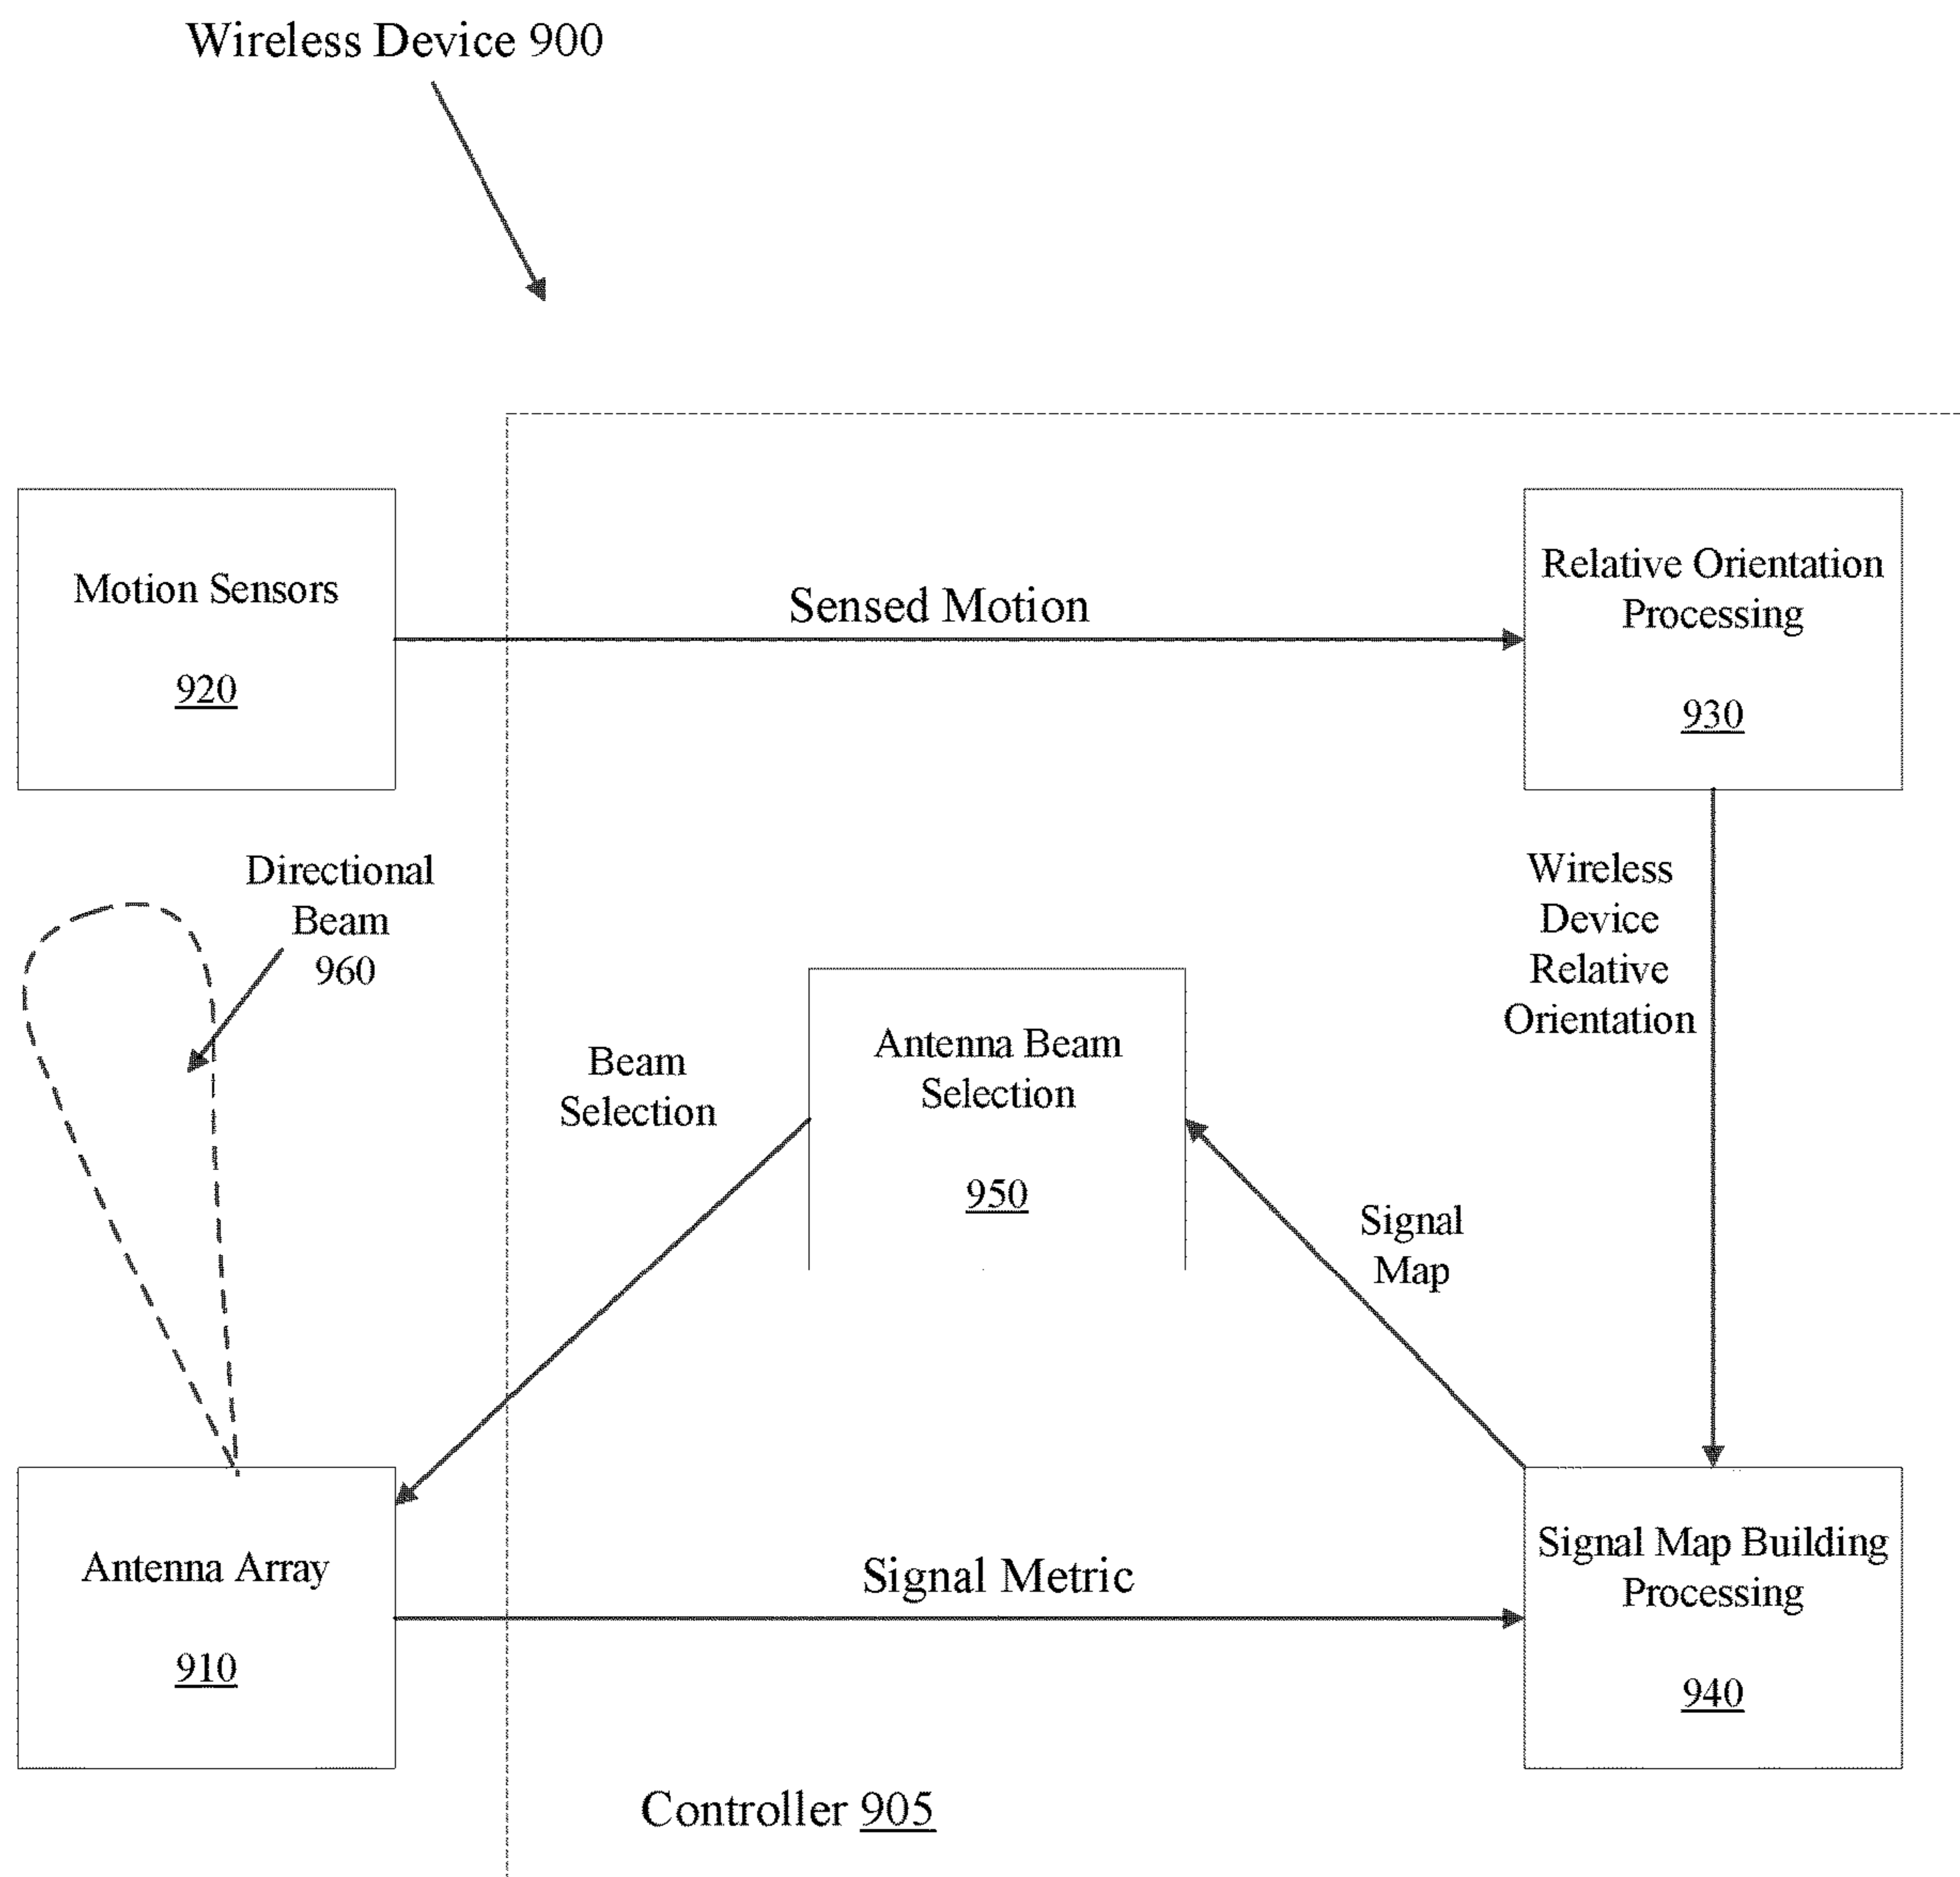 Wireless Device 900
Motion Sensors
920
Sensed Motion
Relative Orientation
Processing
930
Directional
Beam
960
Wireless
Device
Relative
Orientation
Beam
Selection
Antenna Beam
Selection
950
Signal
Map
Antenna Array
910
Signal Metric
Signal Map Building
Processing
940
Controller 905